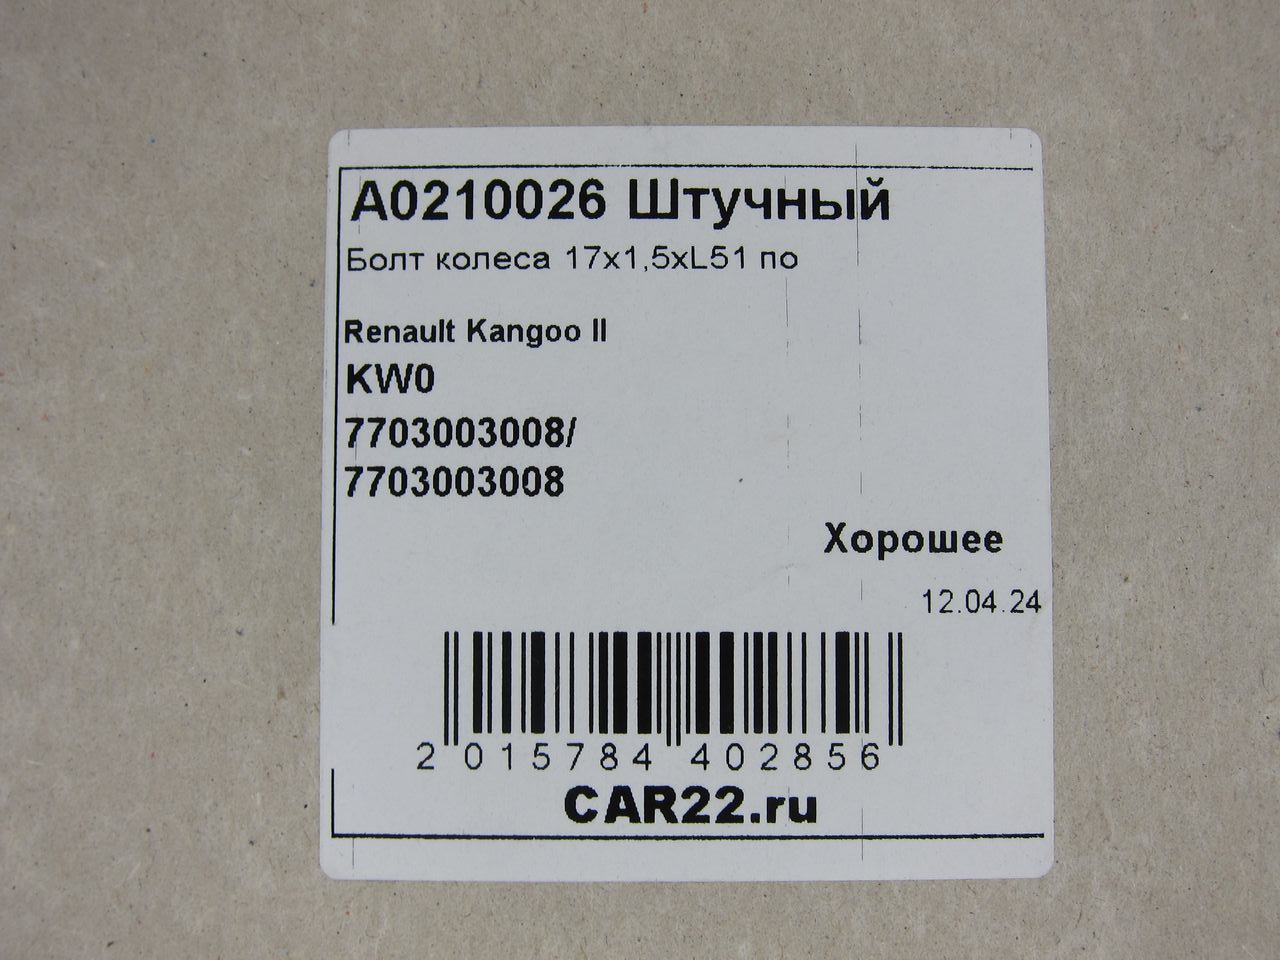 A0210026 Штучный
Болт колеса 17x1,5xL51 по
Renault Kangoo II
KW0
7703003008/
7703003008
Хорошее
12.04.24
2 015784 402856
CAR22.ru